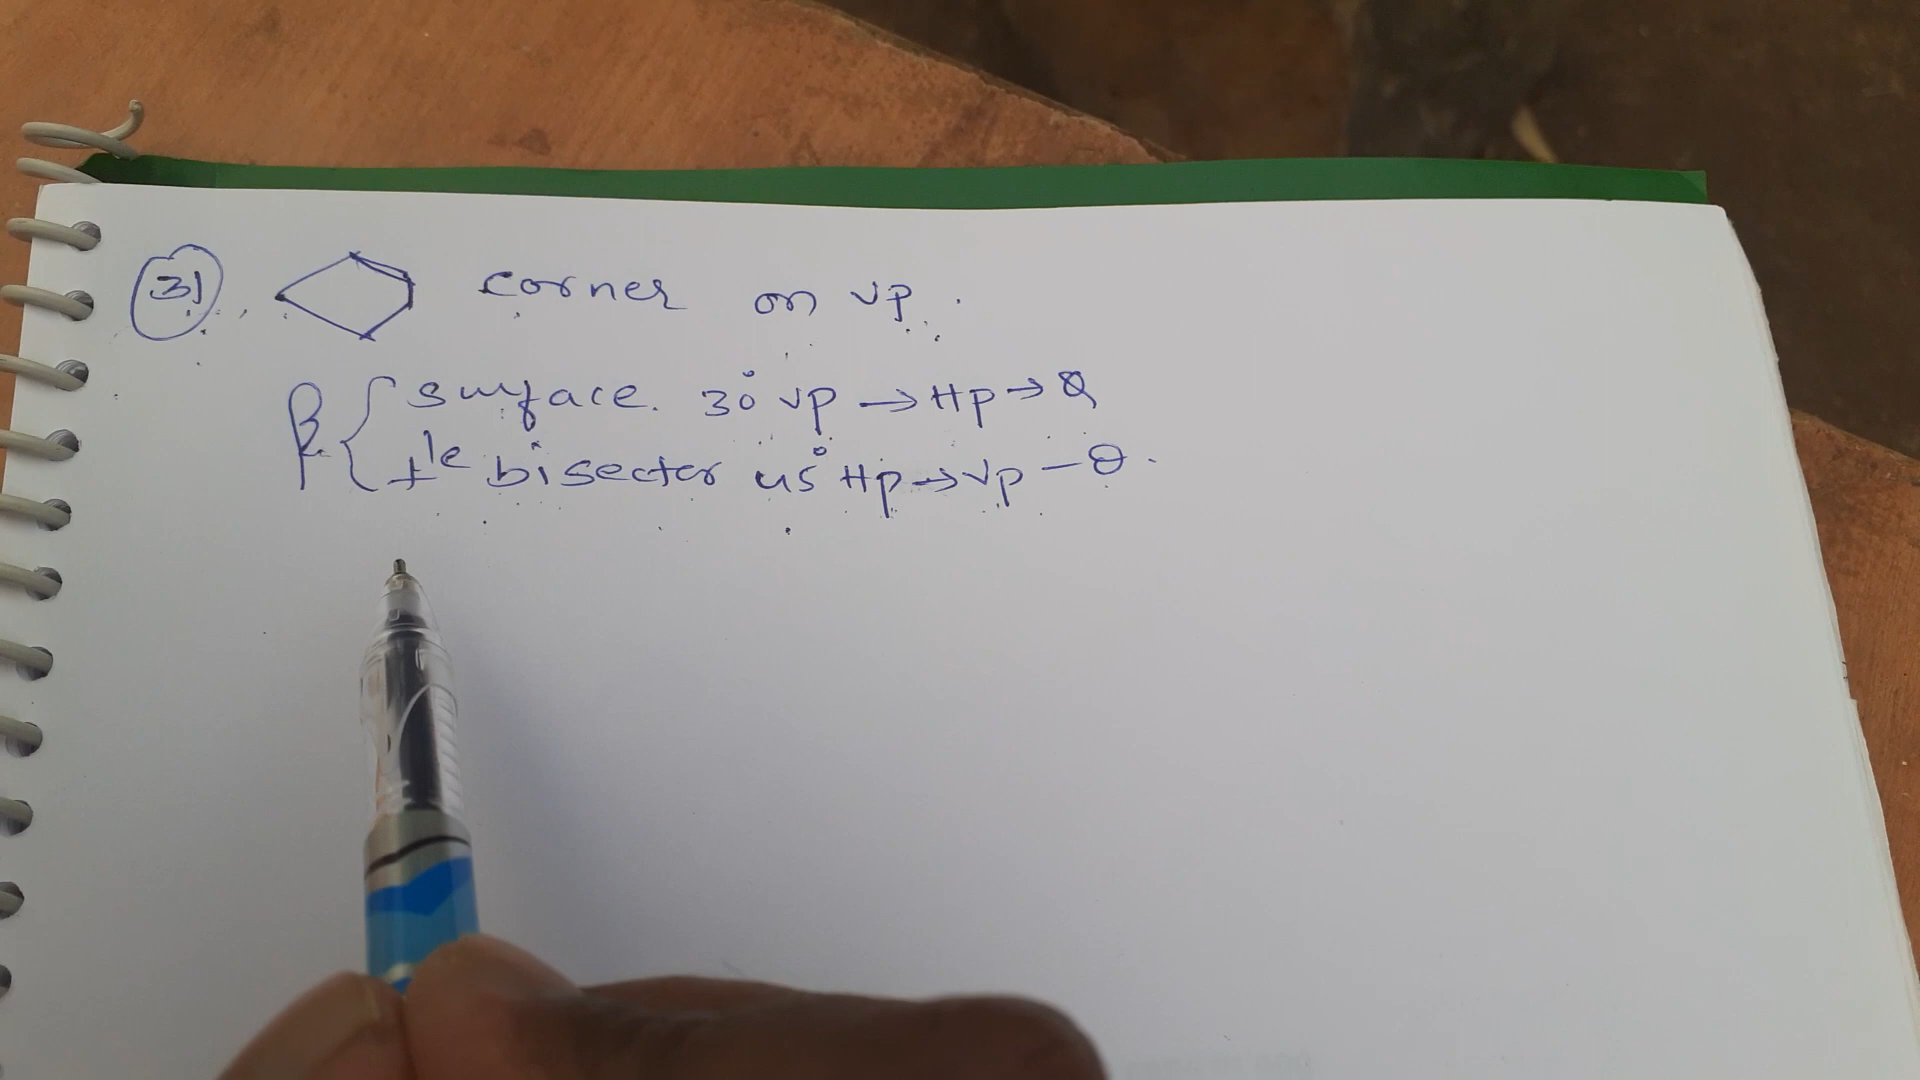 31. corner on VP.
β { surface. 30° VP → HP → Q
⊥le bisector 45° HP → VP - θ.